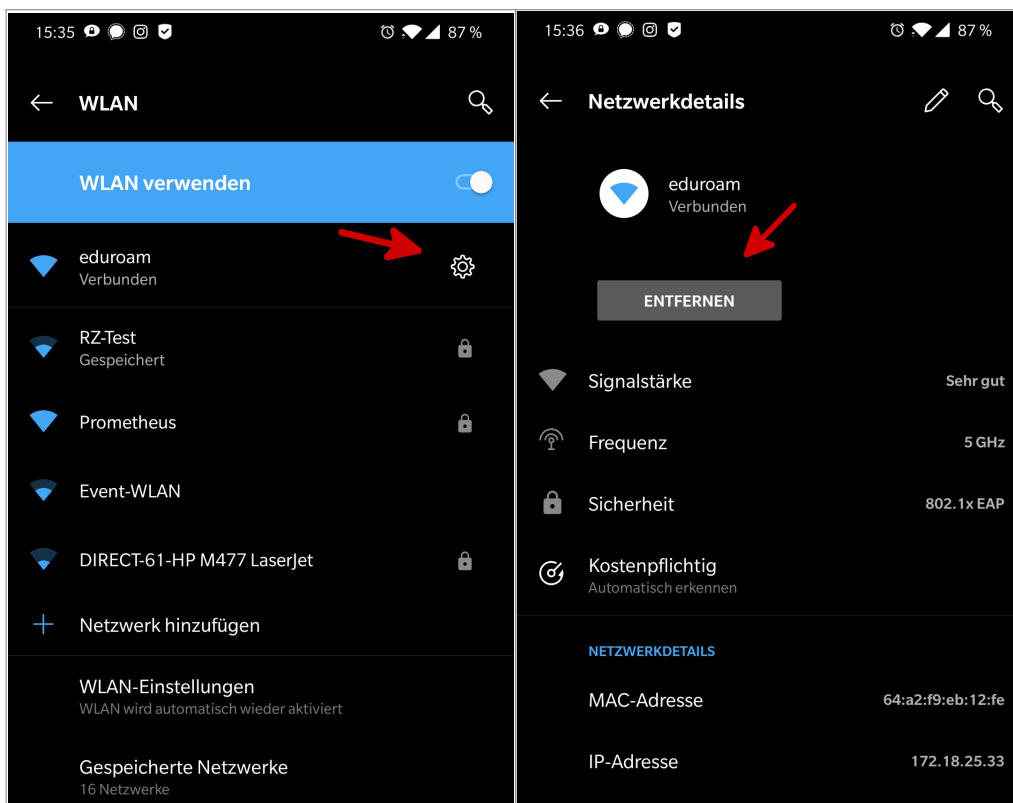 15:35
87 %
WLAN
WLAN verwenden
eduroam
Verbunden
RZ-Test
Gespeichert
Prometheus
Event-WLAN
DIRECT-61-HP M477 LaserJet
Netzwerk hinzufügen
WLAN-Einstellungen
WLAN wird automatisch wieder aktiviert
Gespeicherte Netzwerke
16 Netzwerke
15:36
87 %
Netzwerkdetails
eduroam
Verbunden
ENTFERNEN
Signalstärke
Sehr gut
Frequenz
5 GHz
Sicherheit
802.1x EAP
Kostenpflichtig
Automatisch erkennen
NETZWERKDETAILS
MAC-Adresse
64:a2:f9:eb:12:fe
IP-Adresse
172.18.25.33